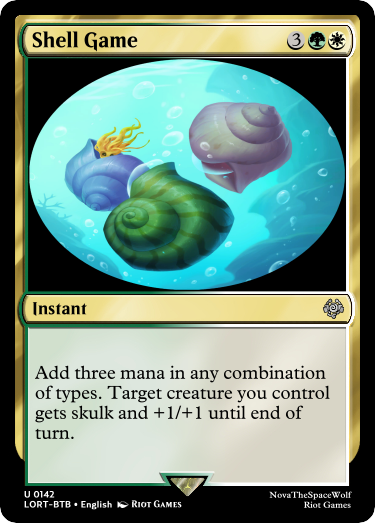 Shell Game 3
Instant
Add three mana in any combination
of types. Target creature you control
gets skulk and +1/+1 until end of
turn.
U 0142
LORT-BTB • English RIOT GAMES
NovaTheSpaceWolf
Riot Games